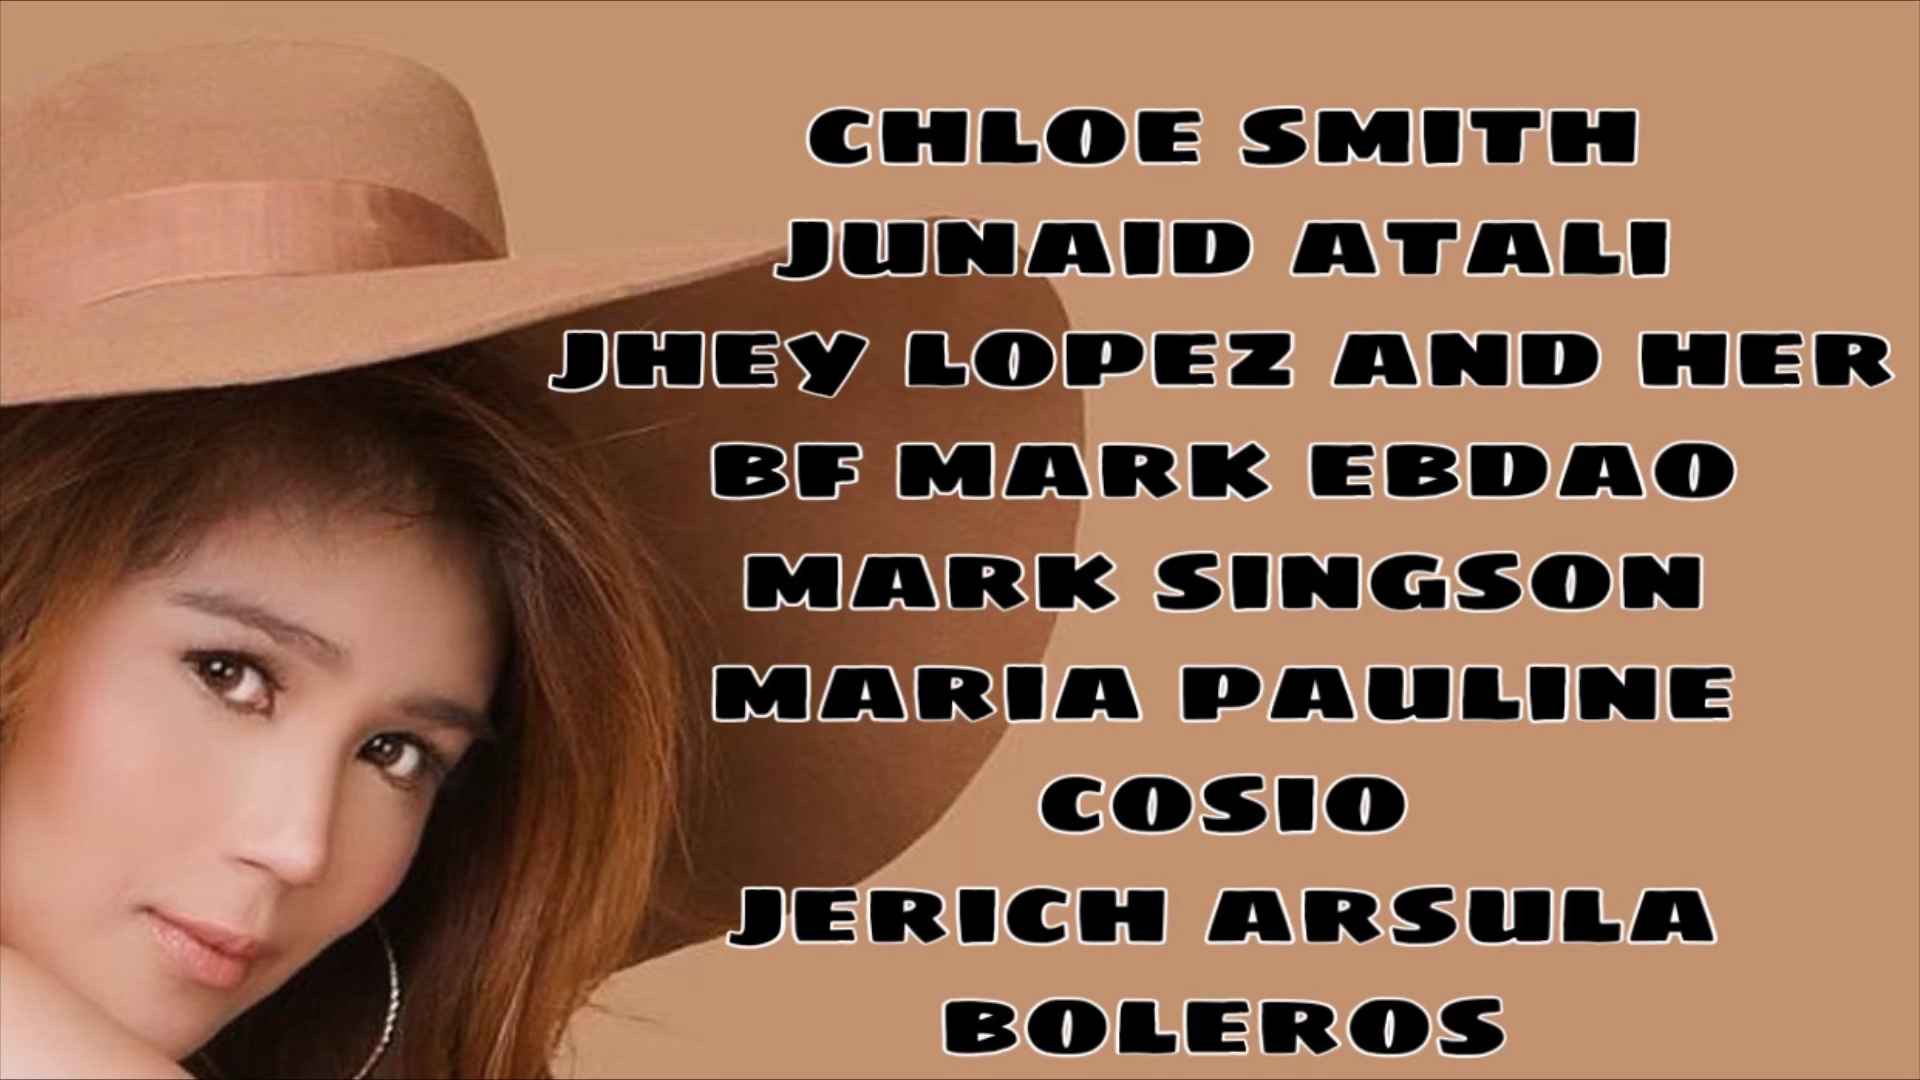 CHLOE SMITH
JUNAID ATALI
JHEY LOPEZ AND HER
BF MARK EBDAO
MARK SINGSON
MARIA PAULINE
COSIO
JERICH ARSULA
BOLEROS